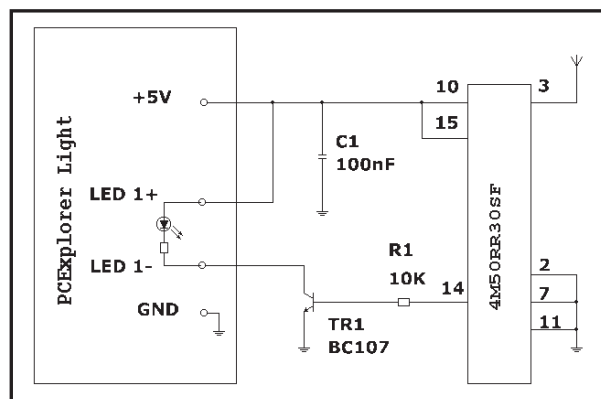 PCExplorer Light
+5V
LED 1+
LED 1-
GND
C1
100nF
R1
10K
TR1
BC107
10
15
14
3
2
7
11
4M50RR30SF